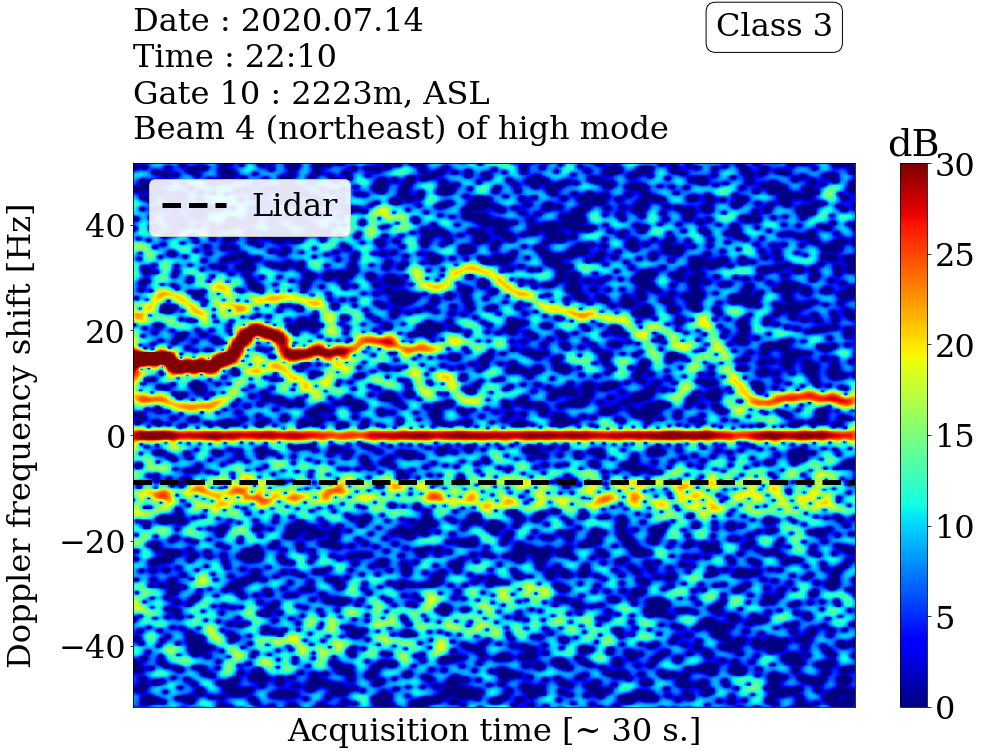 Date : 2020.07.14
Time : 22:10
Gate 10 : 2223m, ASL
Beam 4 (northeast) of high mode
Class 3
dB
Lidar
Doppler frequency shift [Hz]
40
20
0
−20
−40
30
25
20
15
10
5
0
Acquisition time [~ 30 s.]